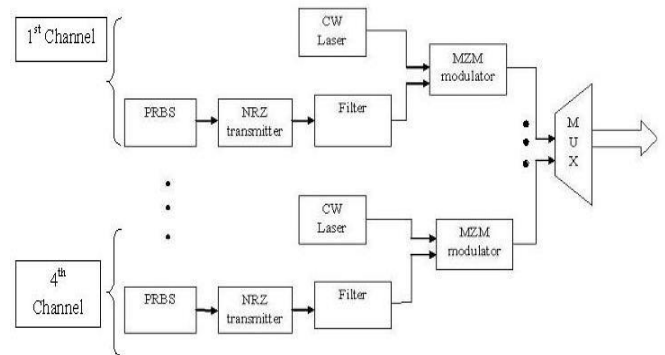 1st Channel
CW
Laser
MZM
modulator
PRBS
NRZ
transmitter
Filter
M
U
X
4th
Channel
CW
Laser
MZM
modulator
PRBS
NRZ
transmitter
Filter